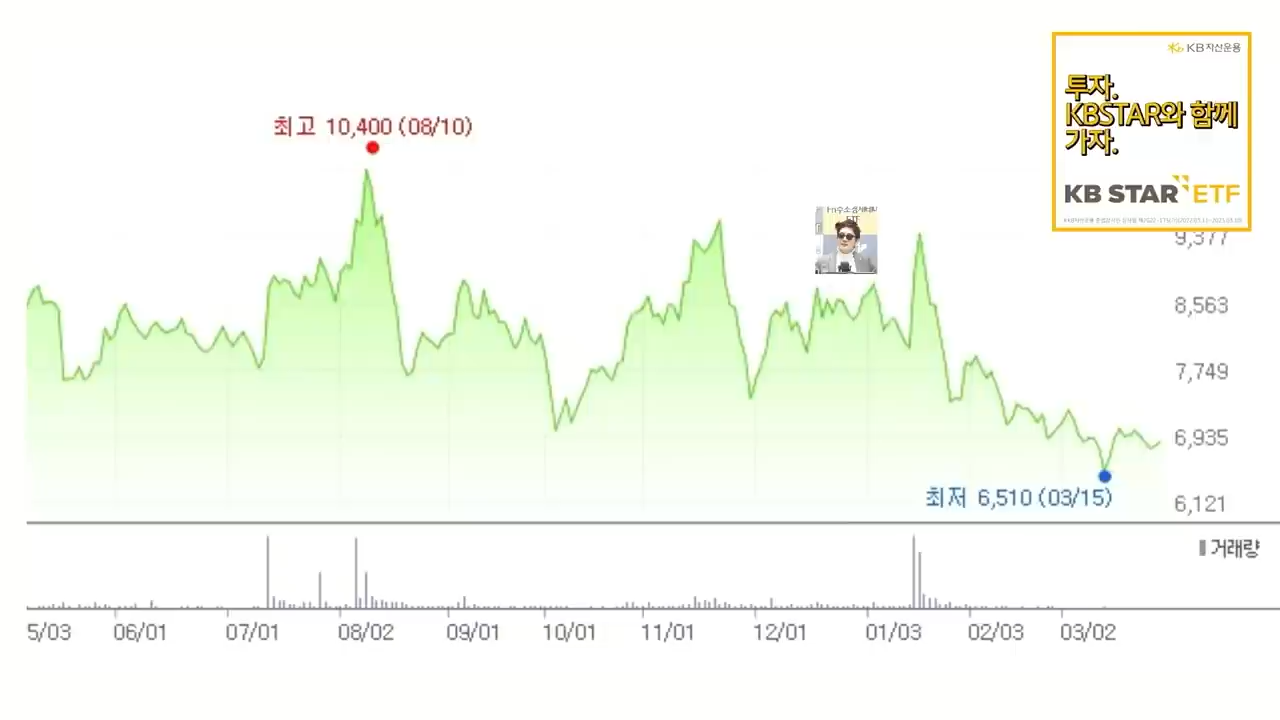 KB자산운용
투자.
KBSTAR와 함께
가자.
KB STAR ETF
최고 10,400 (08/10)
ETF
9,377
8,563
7,749
6,935
최저 6,510 (03/15)
6,121
거래량
5/03 06/01 07/01 08/02 09/01 10/01 11/01 12/01 01/03 02/03 03/02